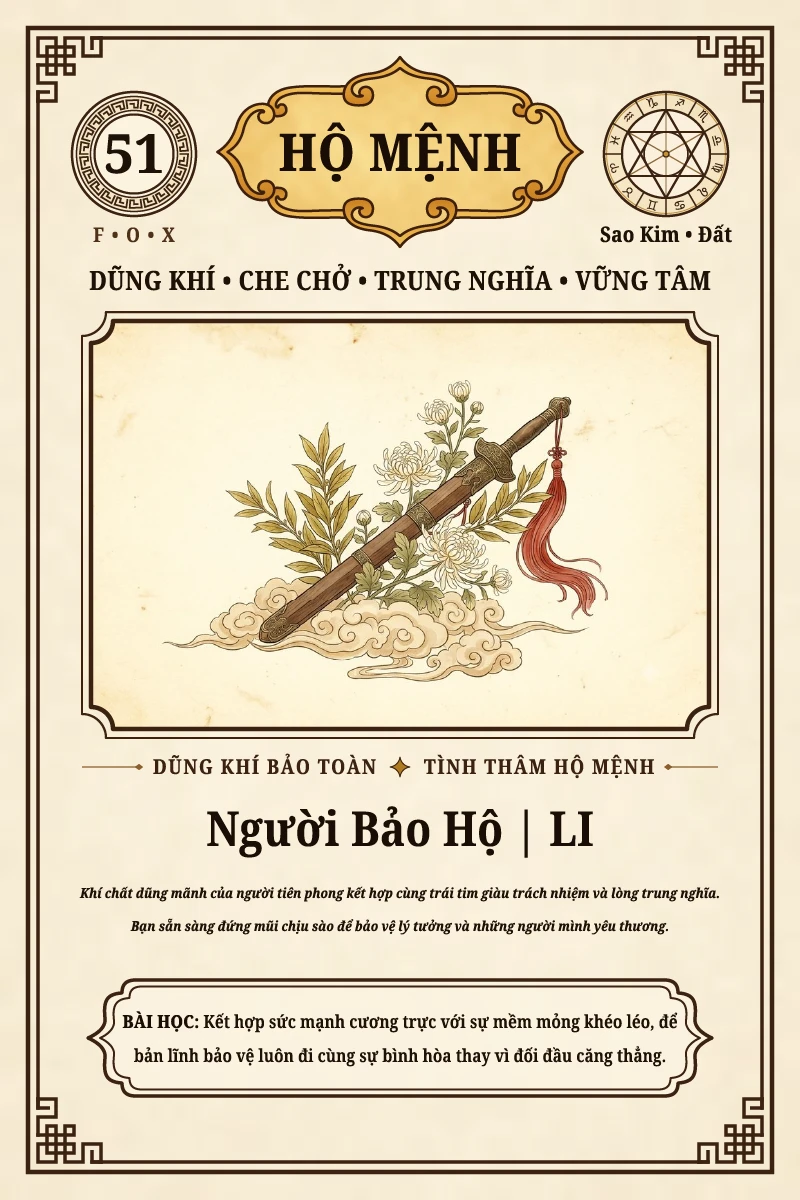 51
HỘ MỆNH
F • O • X
Sao Kim • Đất
DŨNG KHÍ • CHE CHỞ • TRUNG NGHĨA • VỮNG TÂM
DŨNG KHÍ BẢO TOÀN ✦ TÌNH THÂM HỘ MỆNH
Người Bảo Hộ | LI
Khí chất dũng mãnh của người tiên phong kết hợp cùng trái tim giàu trách nhiệm và lòng trung nghĩa.
Bạn sẵn sàng đứng mũi chịu sào để bảo vệ lý tưởng và những người mình yêu thương.
BÀI HỌC: Kết hợp sức mạnh cương trực với sự mềm mỏng khéo léo, để
bản lĩnh bảo vệ luôn đi cùng sự bình hòa thay vì đối đầu căng thẳng.